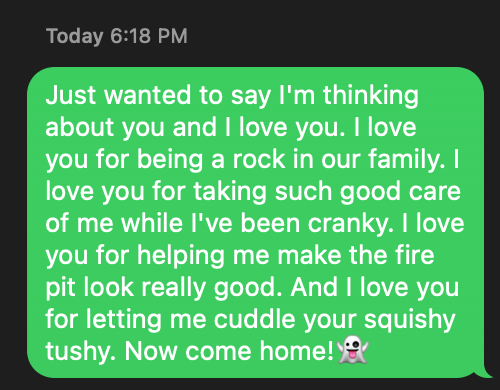 Today 6:18 PM
Just wanted to say I'm thinking
about you and I love you. I love
you for being a rock in our family. I
love you for taking such good care
of me while I've been cranky. I love
you for helping me make the fire
pit look really good. And I love you
for letting me cuddle your squishy
tushy. Now come home!👻